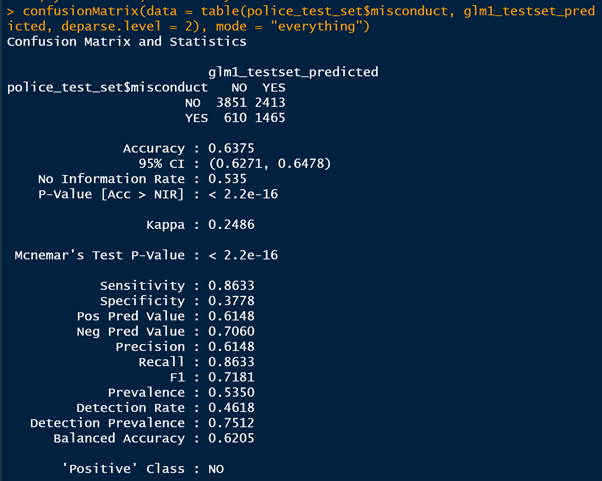 > confusionMatrix(data = table(police_test_set$misconduct, glm1_testset_pred
icted, deparse.level = 2), mode = "everything")
Confusion Matrix and Statistics
glm1_testset_predicted
police_test_set$misconduct NO YES
NO 3851 2413
YES 610 1465
Accuracy : 0.6375
95% CI : (0.6271, 0.6478)
No Information Rate : 0.535
P-Value [Acc > NIR] : < 2.2e-16
Kappa : 0.2486
Mcnemar's Test P-Value : < 2.2e-16
Sensitivity : 0.8633
Specificity : 0.3778
Pos Pred Value : 0.6148
Neg Pred Value : 0.7060
Precision : 0.6148
Recall : 0.8633
F1 : 0.7181
Prevalence : 0.5350
Detection Rate : 0.4618
Detection Prevalence : 0.7512
Balanced Accuracy : 0.6205
'Positive' Class : NO